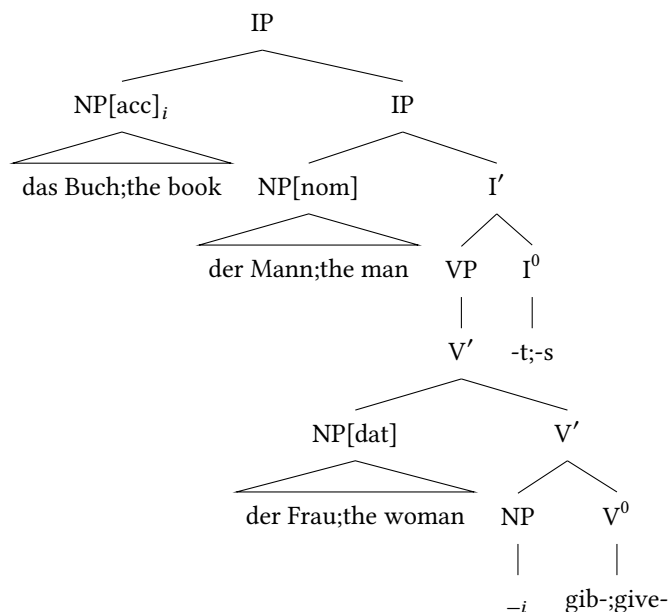 IP
NP[acc]ᵢ IP
das Buch;the book NP[nom] I′
der Mann;the man VP I⁰
V′ -t;-s
NP[dat] V′
der Frau;the woman NP V⁰
_ᵢ gib-;give-